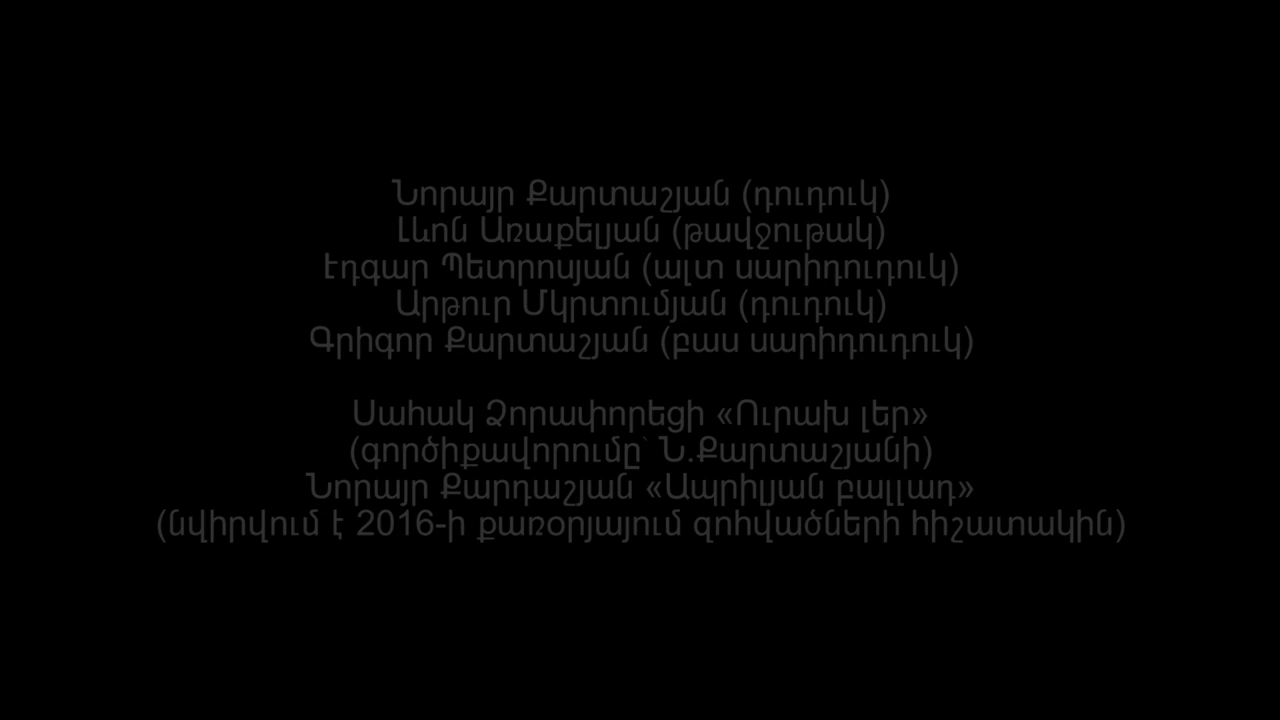 Նորայր Քարտաշյան (դուդուկ)
Լևոն Առաքելյան (թավջութակ)
Էդգար Պետրոսյան (ալտ սարիդուդուկ)
Արթուր Մկրտումյան (դուդուկ)
Գրիգոր Քարտաշյան (բաս սարիդուդուկ)
Սահակ Ձորափորեցի «Ուրախ լեր»
(գործիքավորումը՝ Ն.Քարտաշյանի)
Նորայր Քարդաշյան «Ապրիլյան բալլադ»
(նվիրվում է 2016-ի քառօրյայում զոհվածների հիշատակին)